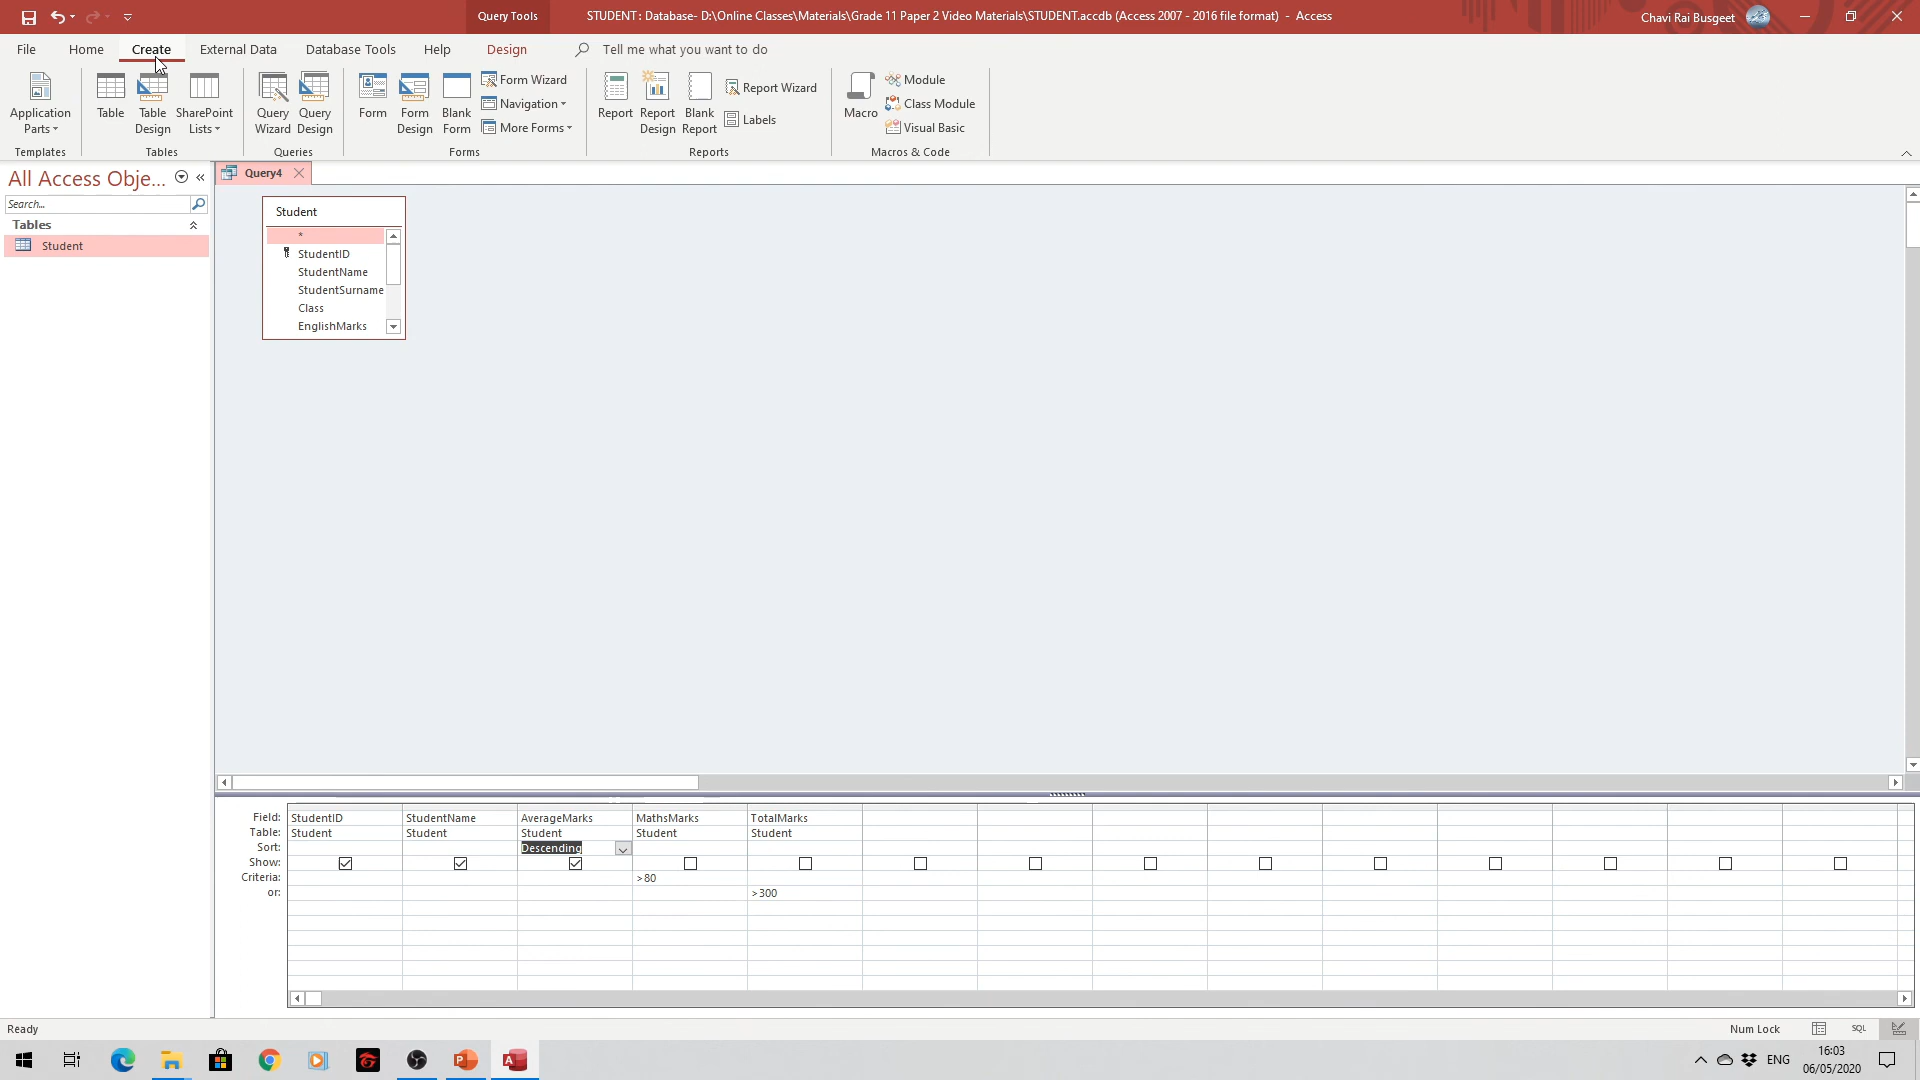 Query Tools
STUDENT : Database- D:\Online Classes\Materials\Grade 11 Paper 2 Video Materials\STUDENT.accdb (Access 2007 - 2016 file format)  -  Access
Chavi Rai Busgeet
File Home Create External Data Database Tools Help Design Tell me what you want to do
Application Parts
Table
Table Design
SharePoint Lists
Query Wizard
Query Design
Form
Form Design
Blank Form
Form Wizard
Navigation
More Forms
Report
Report Design
Blank Report
Report Wizard
Labels
Macro
Module
Class Module
Visual Basic
Templates Tables Queries Forms Reports Macros & Code
All Access Obje...
Search...
Tables
Student
Query4
Student
*
StudentID
StudentName
StudentSurname
Class
EnglishMarks
Field: StudentID StudentName AverageMarks MathsMarks TotalMarks
Table: Student Student Student Student Student
Sort: Descending
Show:
Criteria: >80
or: >300
Ready
Num Lock
SQL
ENG
16:03
06/05/2020